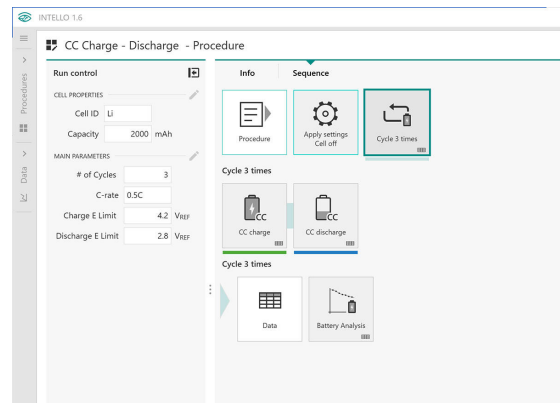 INTELLO 1.6
CC Charge - Discharge - Procedure
Procedures
Data
Run control
CELL PROPERTIES
Cell ID Li
Capacity 2000 mAh
MAIN PARAMETERS
# of Cycles 3
C-rate 0.5C
Charge E Limit 4.2 VREF
Discharge E Limit 2.8 VREF
Info Sequence
Procedure
Apply settings
Cell off
Cycle 3 times
Cycle 3 times
CC
CC charge
CC
CC discharge
Cycle 3 times
Data
Battery Analysis